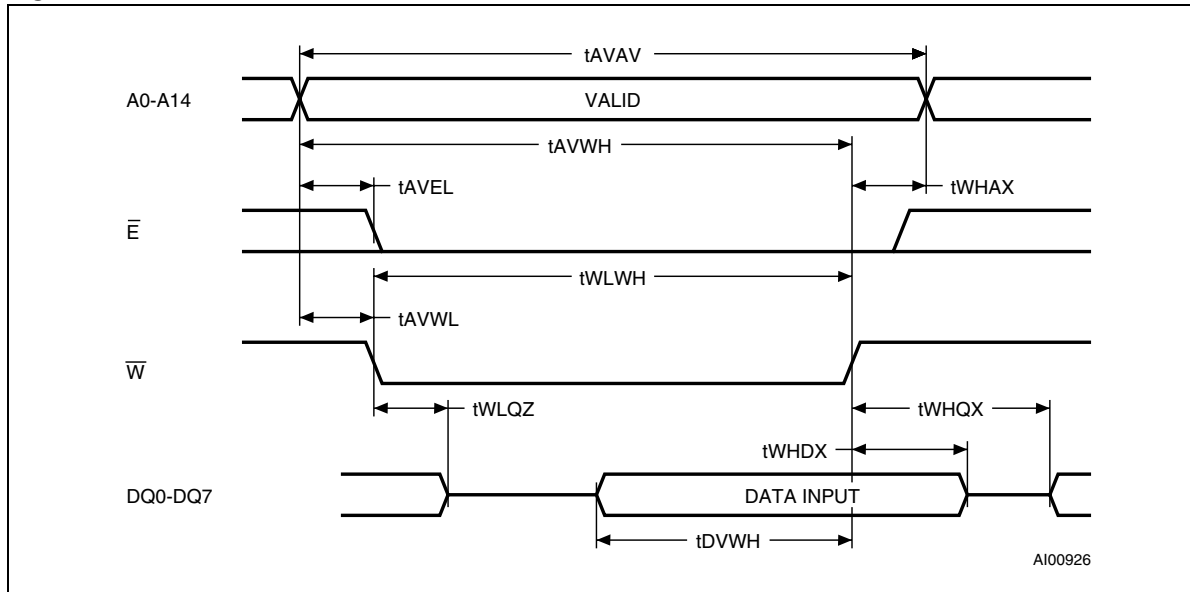 tAVAV
A0-A14
VALID
tAVWH
tAVEL
tWHAX
E̅
tWLWH
tAVWL
W̅
tWLQZ
tWHQX
tWHDX
DQ0-DQ7
DATA INPUT
tDVWH
AI00926